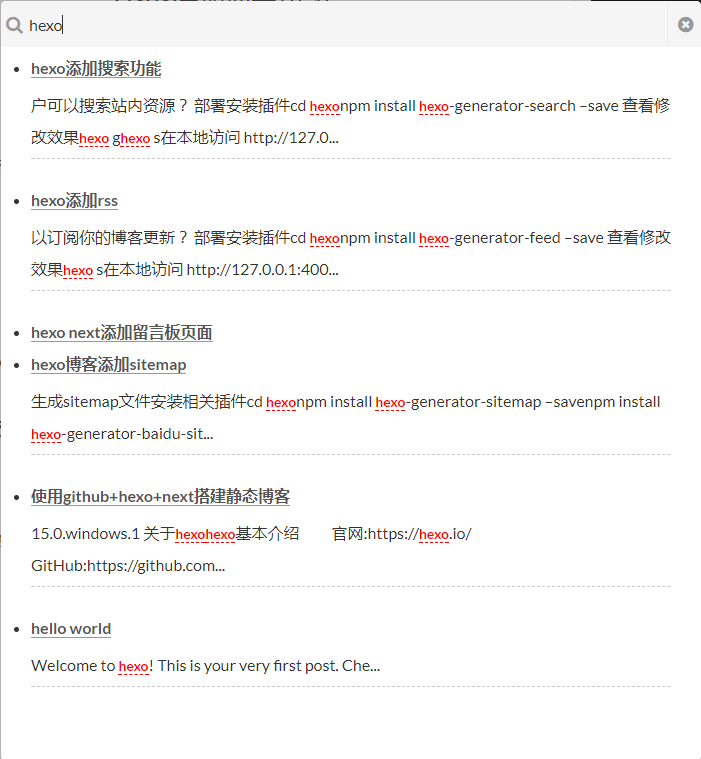 hexo
hexo添加搜索功能
户可以搜索站内资源？ 部署安装插件cd hexonpm install hexo-generator-search –save 查看修
改效果hexo ghexo s在本地访问 http://127.0...
hexo添加rss
以订阅你的博客更新？ 部署安装插件cd hexonpm install hexo-generator-feed –save 查看修改
效果hexo s在本地访问 http://127.0.0.1:400...
hexo next添加留言板页面
hexo博客添加sitemap
生成sitemap文件安装相关插件cd hexonpm install hexo-generator-sitemap –savenpm install
hexo-generator-baidu-sit...
使用github+hexo+next搭建静态博客
15.0.windows.1 关于hexohexo基本介绍 官网:https://hexo.io/
GitHub:https://github.com...
hello world
Welcome to hexo! This is your very first post. Che...